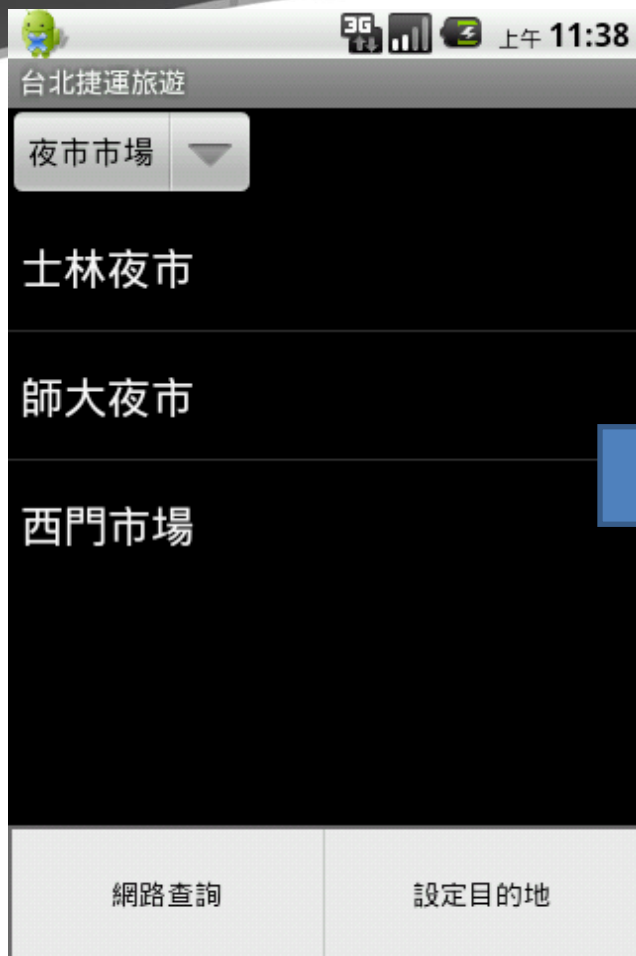 3G 上午 11:38
台北捷運旅遊
夜市市場
士林夜市
師大夜市
西門市場
網路查詢 設定目的地